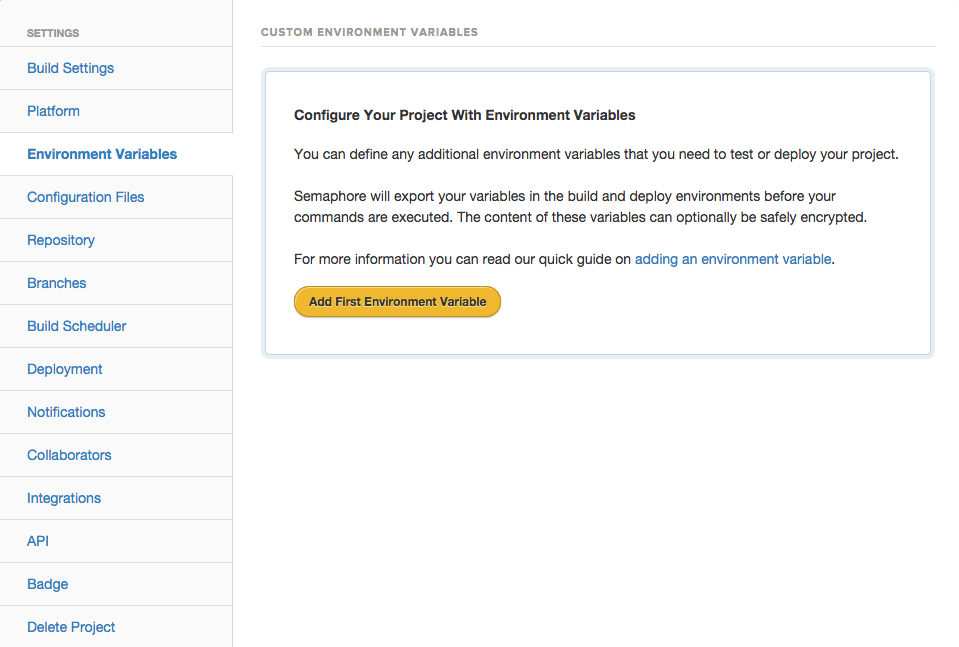 SETTINGS
Build Settings
Platform
Environment Variables
Configuration Files
Repository
Branches
Build Scheduler
Deployment
Notifications
Collaborators
Integrations
API
Badge
Delete Project
CUSTOM ENVIRONMENT VARIABLES
Configure Your Project With Environment Variables
You can define any additional environment variables that you need to test or deploy your project.
Semaphore will export your variables in the build and deploy environments before your
commands are executed. The content of these variables can optionally be safely encrypted.
For more information you can read our quick guide on adding an environment variable.
Add First Environment Variable